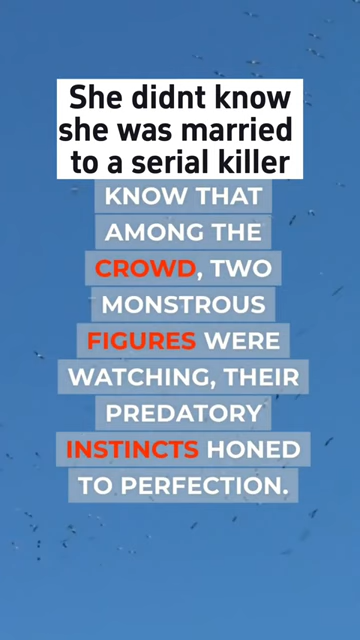 She didnt know
she was married
to a serial killer
KNOW THAT
AMONG THE
CROWD, TWO
MONSTROUS
FIGURES WERE
WATCHING, THEIR
PREDATORY
INSTINCTS HONED
TO PERFECTION.